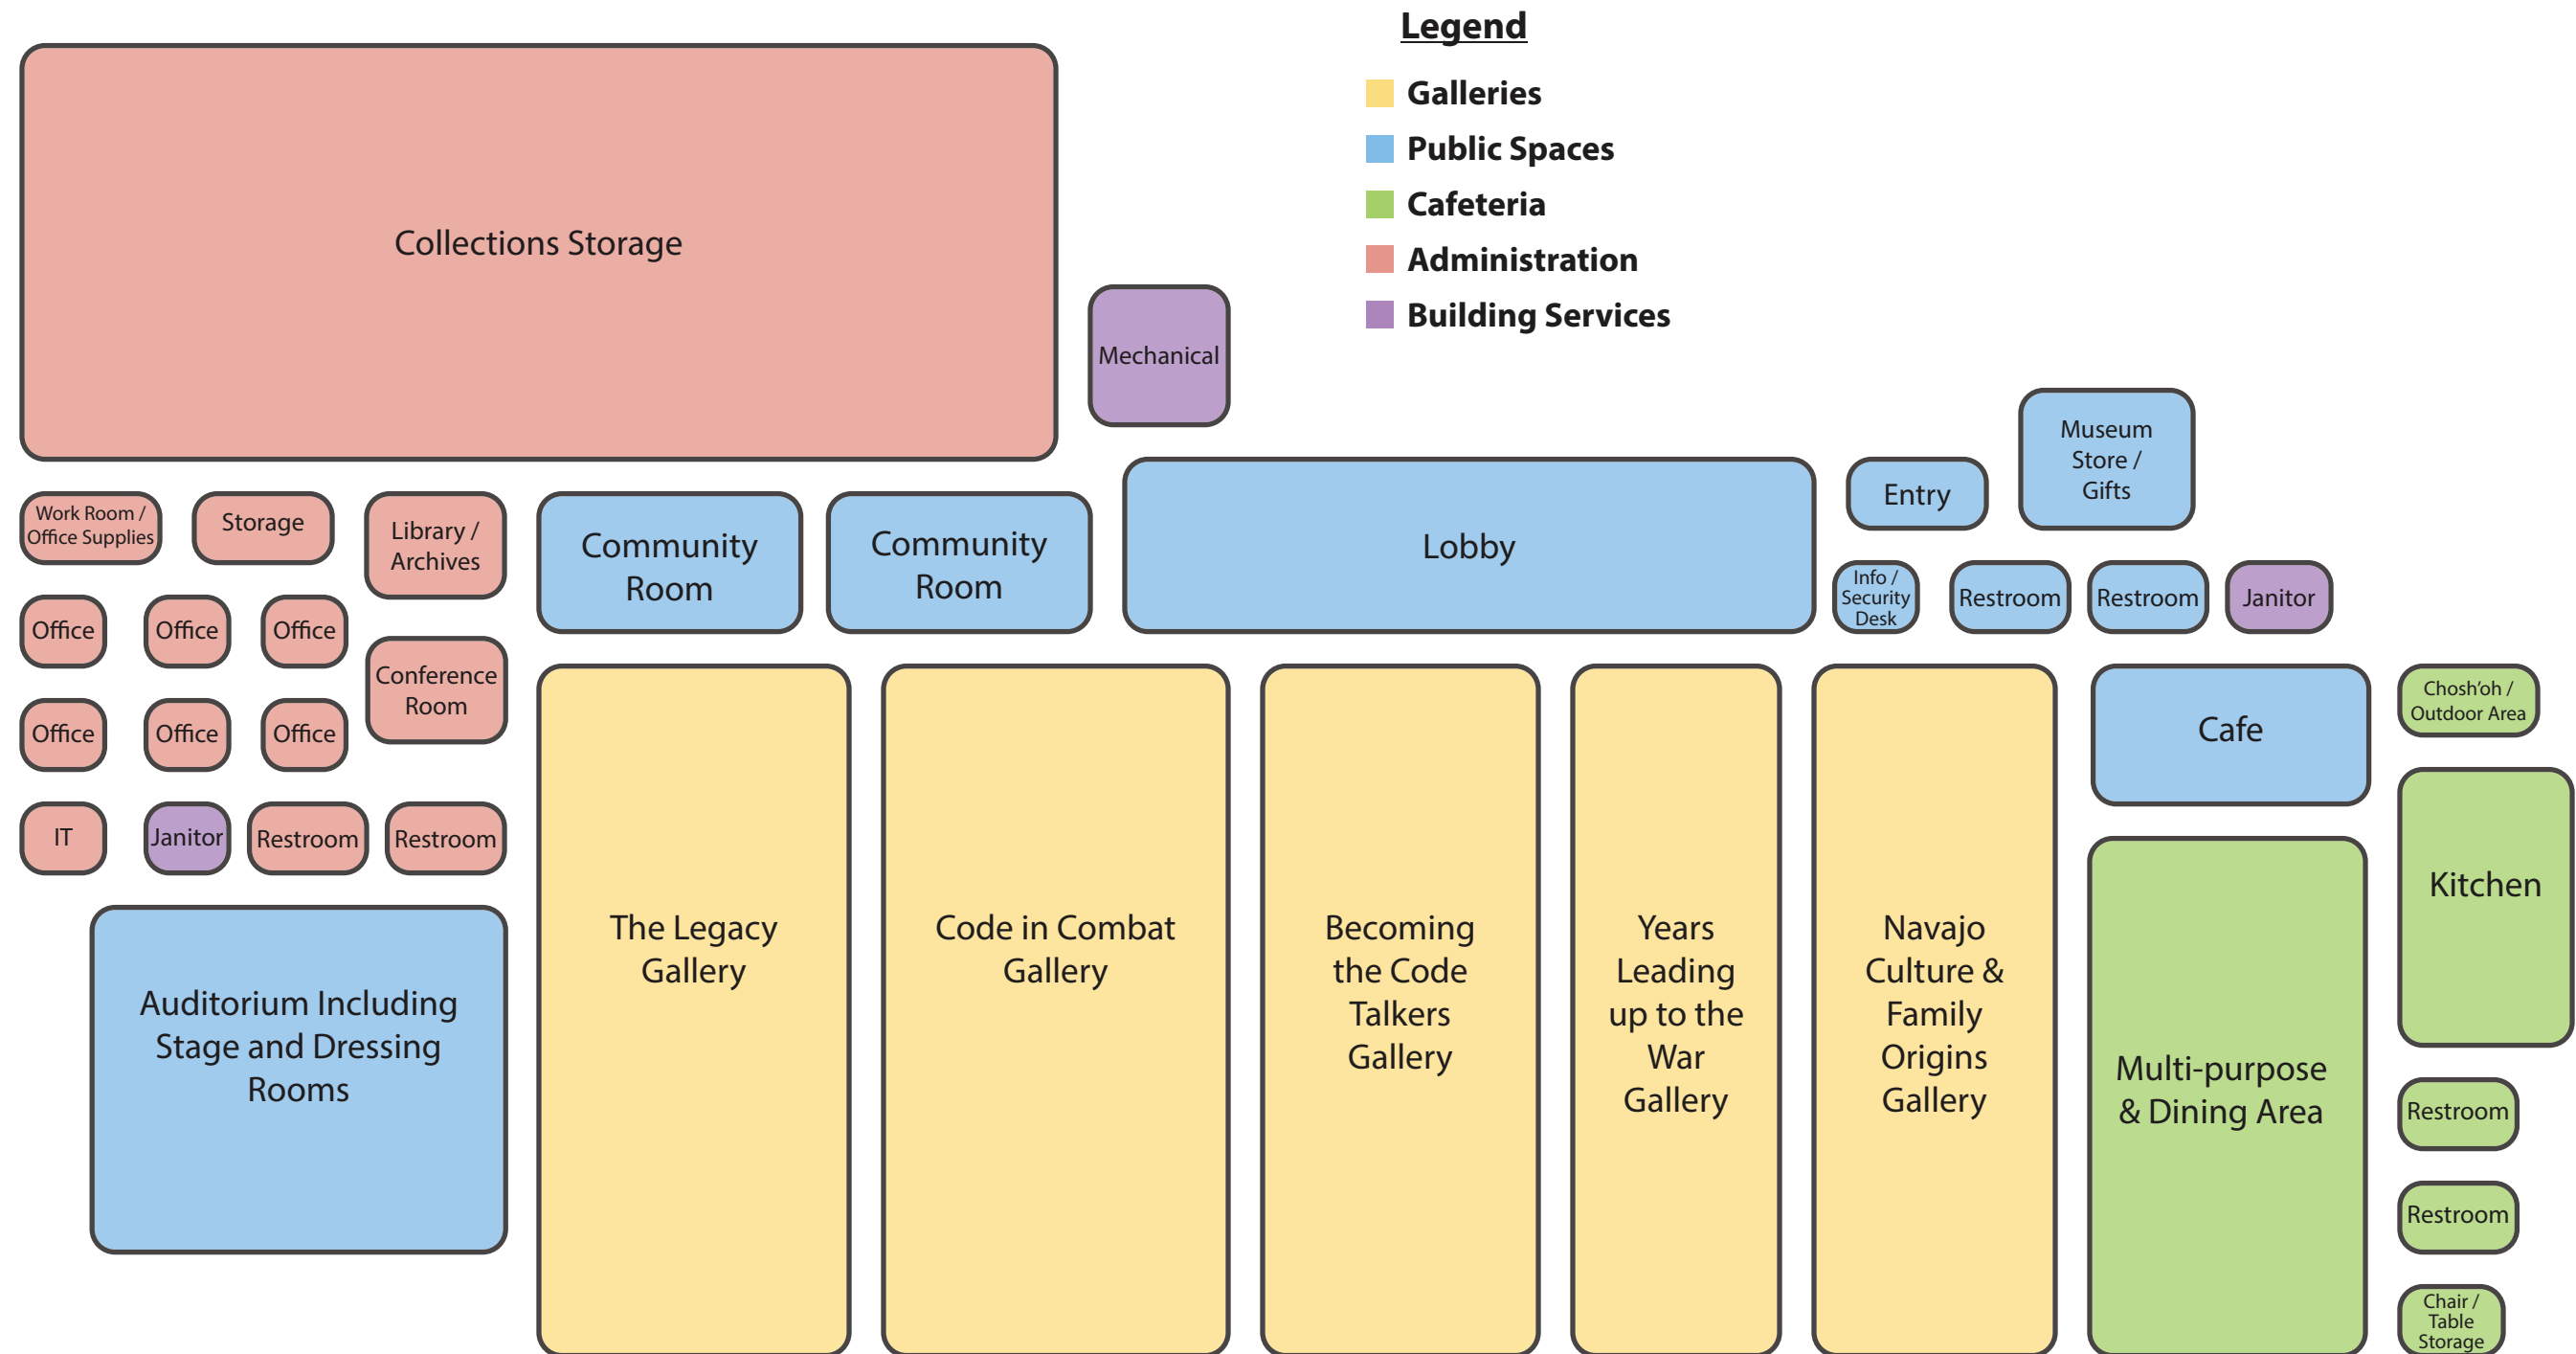 Legend
Galleries
Public Spaces
Cafeteria
Administration
Building Services
Collections Storage
Mechanical
Museum
Store /
Gifts
Entry
Lobby
Community
Room
Community
Room
Work Room /
Office Supplies
Storage
Library /
Archives
Info /
Security
Desk
Restroom
Restroom
Janitor
Office
Office
Office
Conference
Room
Office
Office
Office
IT
Janitor
Restroom
Restroom
Auditorium Including
Stage and Dressing
Rooms
The Legacy
Gallery
Code in Combat
Gallery
Becoming
the Code
Talkers
Gallery
Years
Leading
up to the
War
Gallery
Navajo
Culture &
Family
Origins
Gallery
Cafe
Chosh’oh /
Outdoor Area
Kitchen
Multi-purpose
& Dining Area
Restroom
Restroom
Chair /
Table
Storage